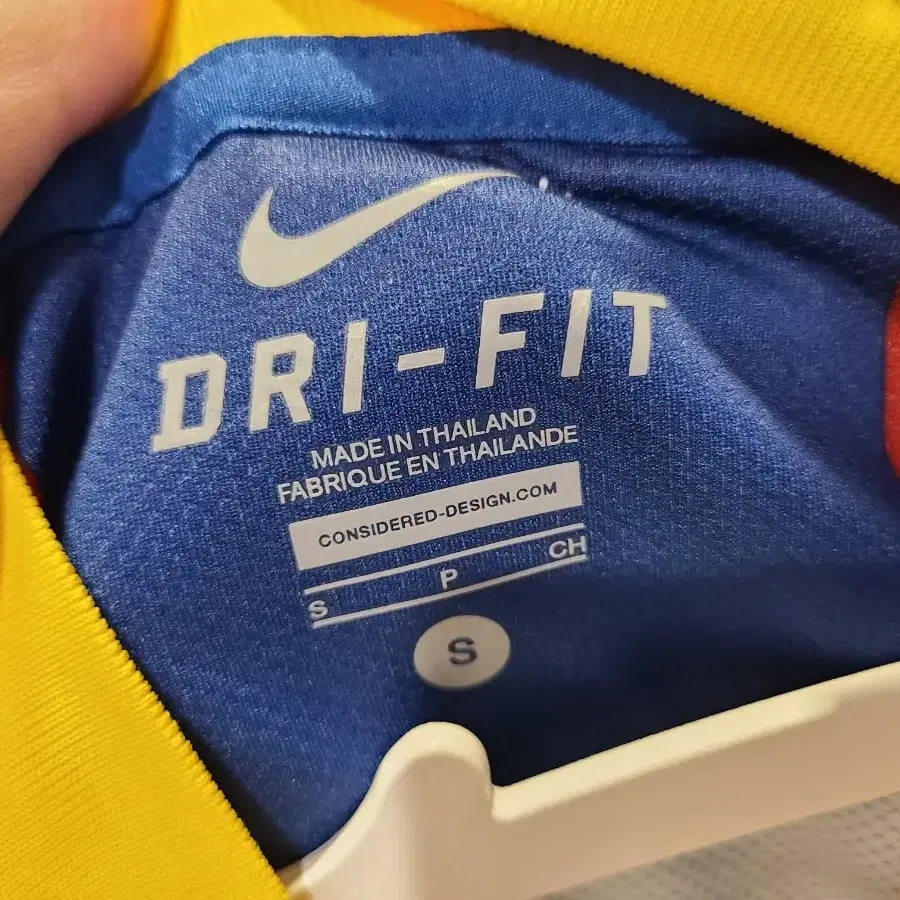 DRI-FIT
MADE IN THAILAND
FABRIQUE EN THAILANDE
CONSIDERED-DESIGN.COM
S P CH
S